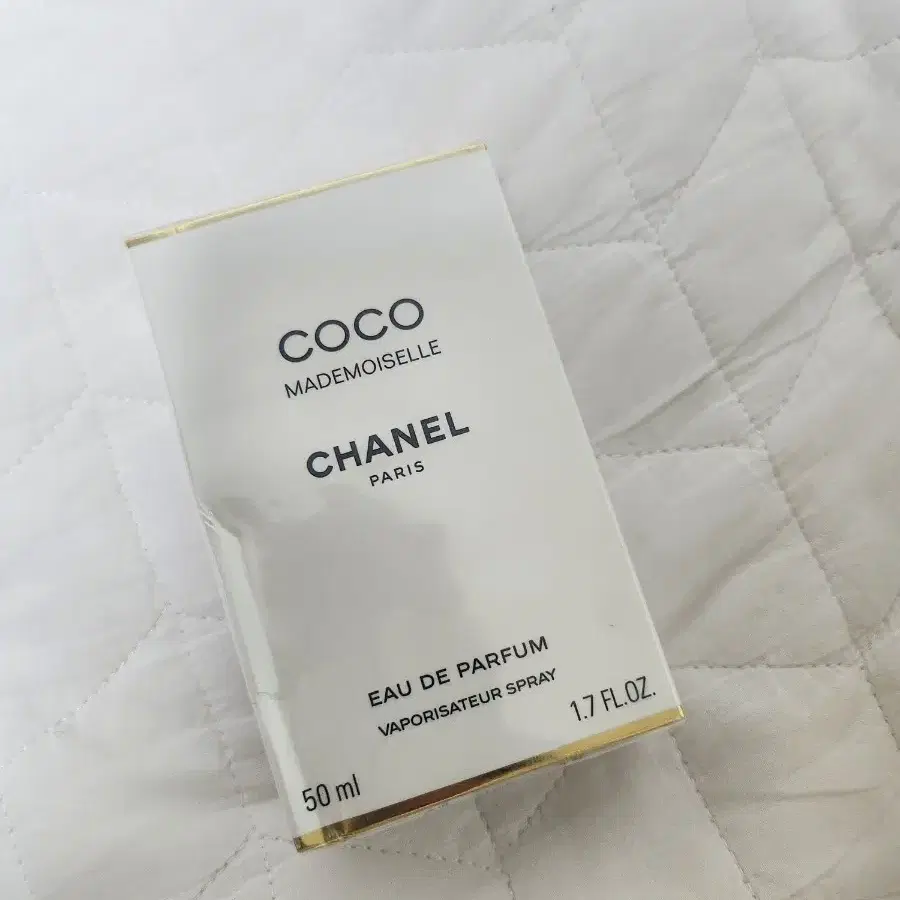 COCO
MADEMOISELLE
CHANEL
PARIS
EAU DE PARFUM
VAPORISATEUR SPRAY
50 ml
1.7 FL.OZ.